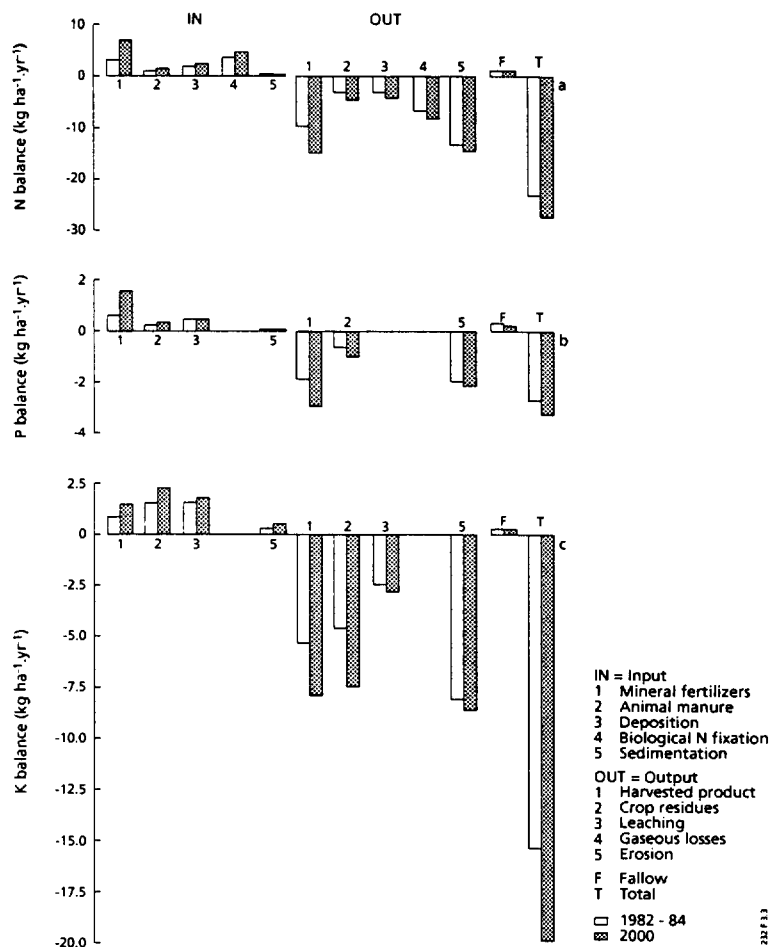 IN
OUT
N balance (kg ha⁻¹·yr⁻¹)
10
0
-10
-20
-30
1
2
3
4
5
1
2
3
4
5
F
T
a
P balance (kg ha⁻¹·yr⁻¹)
2
0
-2
-4
1
2
3
5
1
2
5
F
T
b
K balance (kg ha⁻¹·yr⁻¹)
2.5
0
-2.5
-5.0
-7.5
-10.0
-12.5
-15.0
-17.5
-20.0
1
2
3
5
1
2
3
5
F
T
c
IN = Input
1 Mineral fertilizers
2 Animal manure
3 Deposition
4 Biological N fixation
5 Sedimentation
OUT = Output
1 Harvested product
2 Crop residues
3 Leaching
4 Gaseous losses
5 Erosion
F Fallow
T Total
1982 - 84
2000